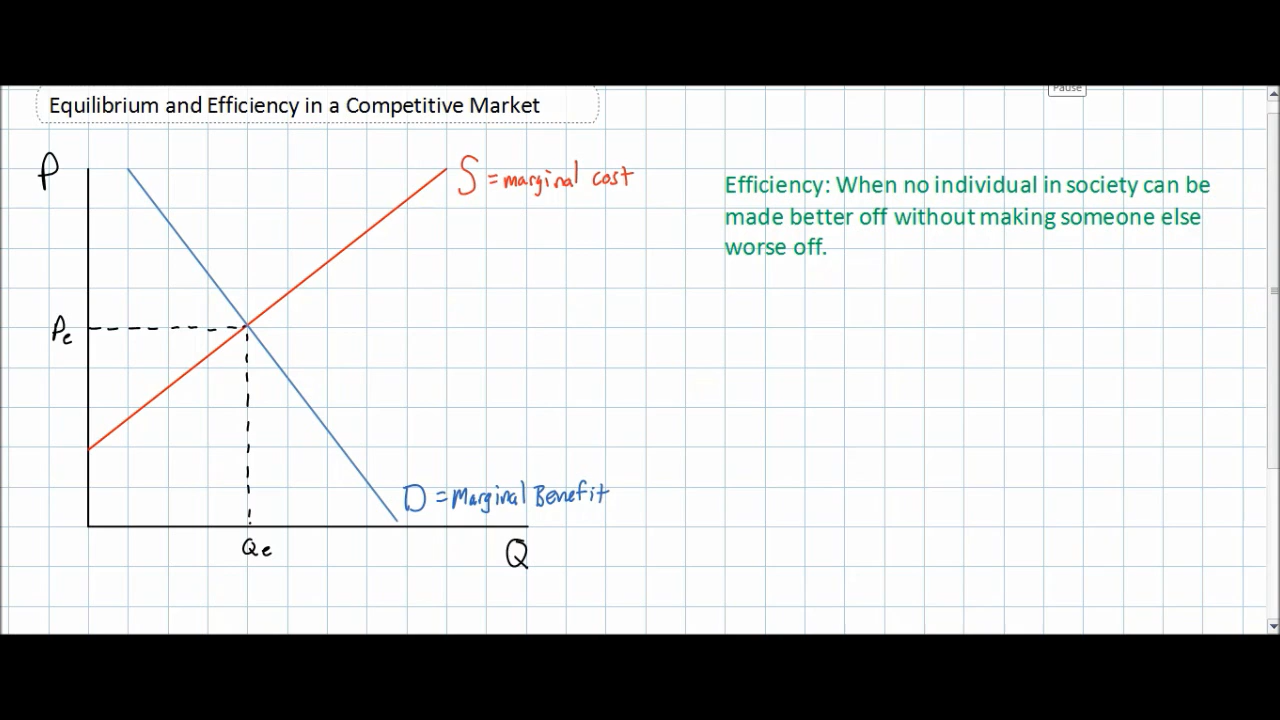 Pause
Equilibrium and Efficiency in a Competitive Market
P
S = marginal cost
Efficiency: When no individual in society can be
made better off without making someone else
worse off.
Pe
D = Marginal Benefit
Qe
Q